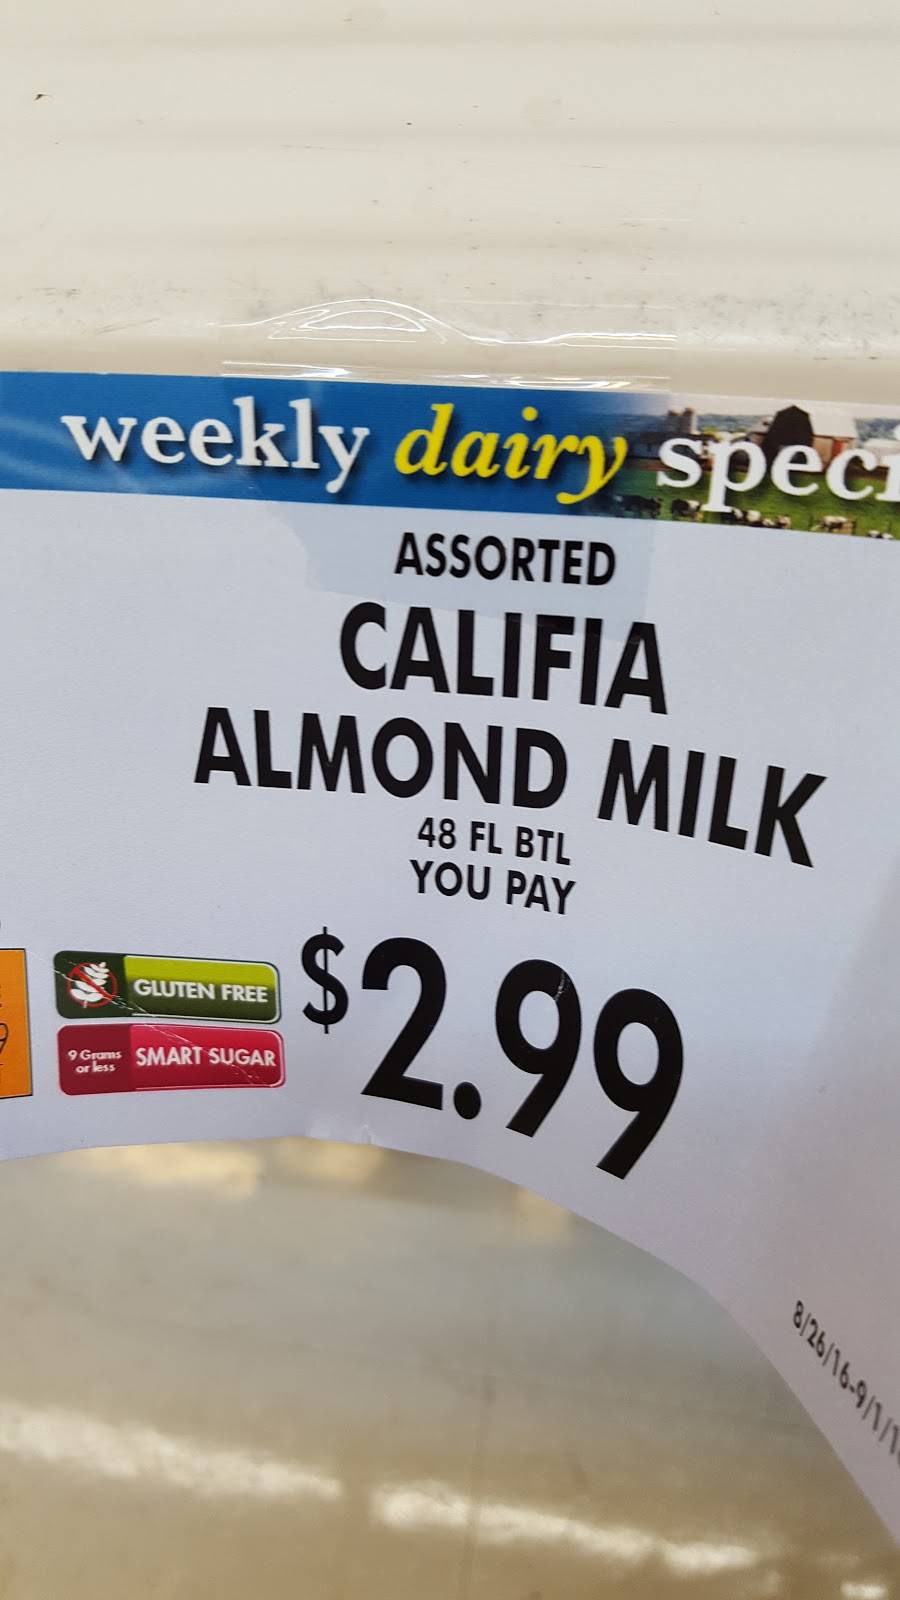 weekly dairy speci
ASSORTED
CALIFIA
ALMOND MILK
48 FL BTL
YOU PAY
$2.99
GLUTEN FREE
9 Grams
or less
SMART SUGAR
8/26/16-9/1/1